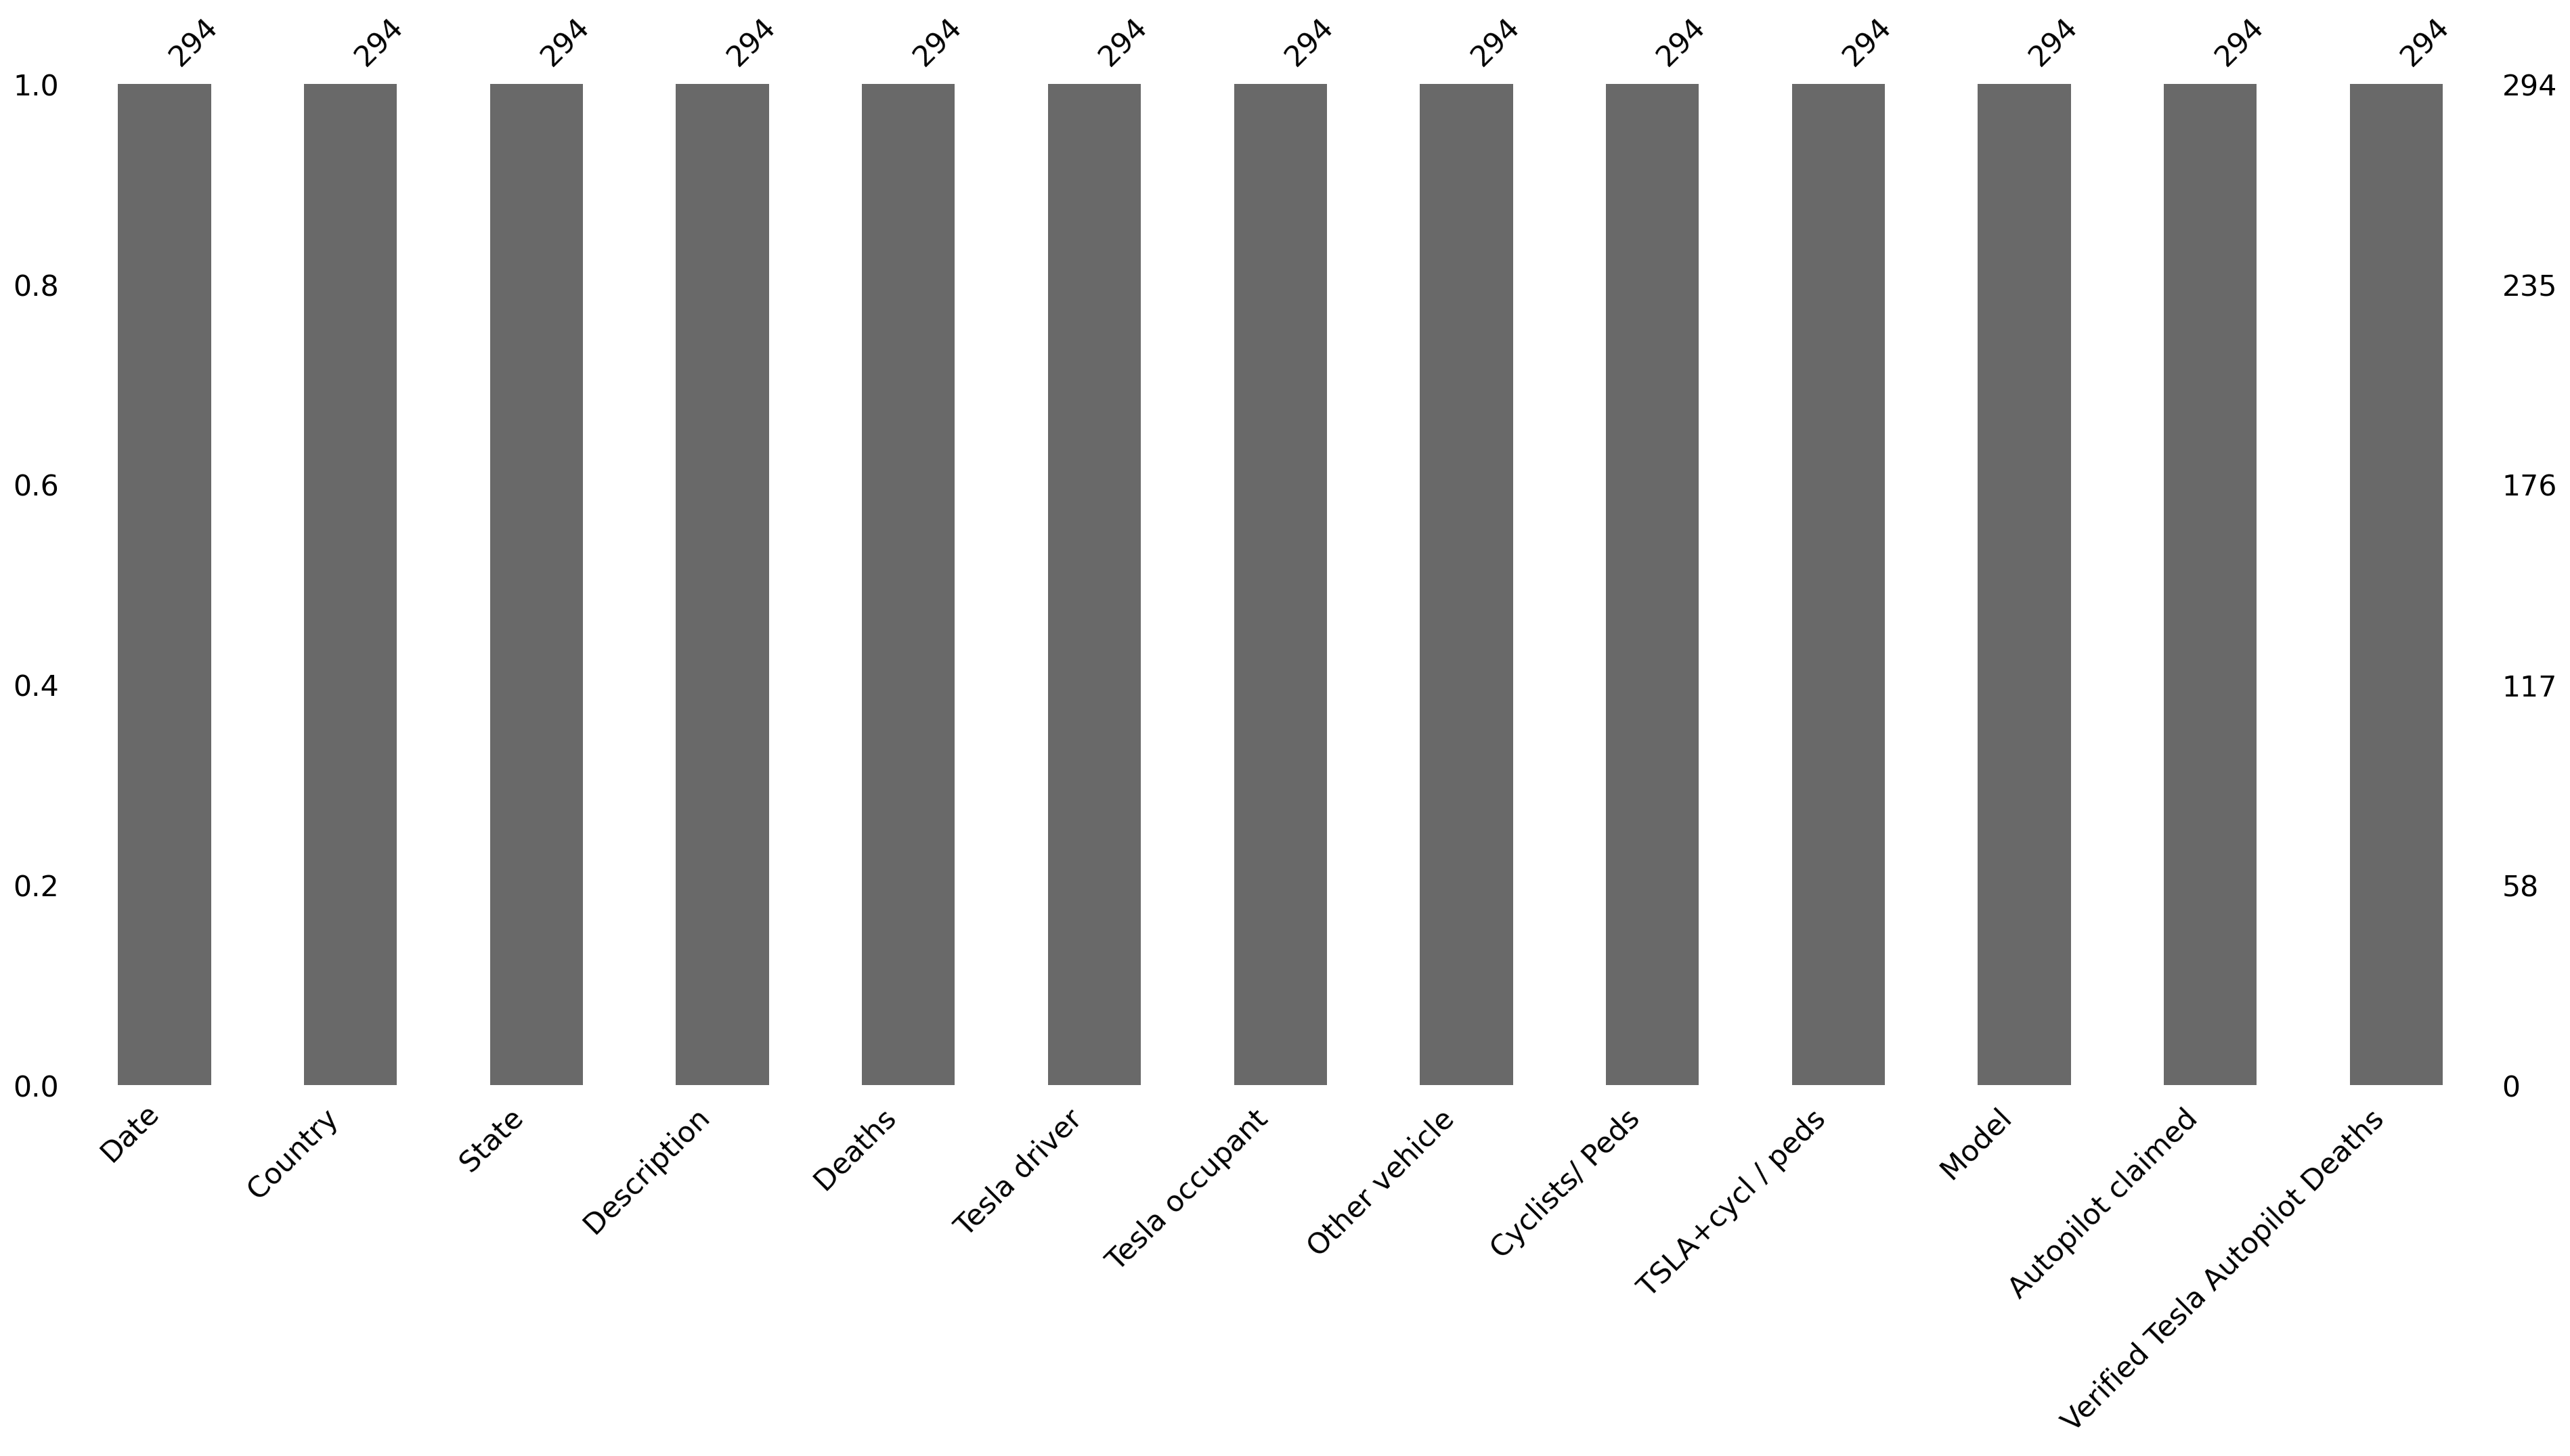 294 294 294 294 294 294 294 294 294 294 294 294 294
1.0 294
0.8 235
0.6 176
0.4 117
0.2 58
0.0 0
Date
Country
State
Description
Deaths
Tesla driver
Tesla occupant
Other vehicle
Cyclists/ Peds
TSLA+cycl / peds
Model
Autopilot claimed
Verified Tesla Autopilot Deaths